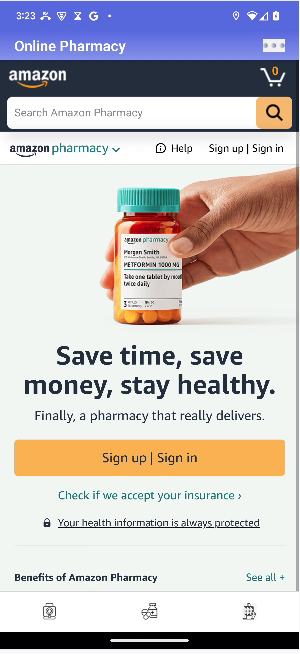 3:23
Online Pharmacy
amazon
0
Search Amazon Pharmacy
amazon pharmacy
Help
Sign up | Sign in
amazon pharmacy
Morgan Smith
METFORMIN 1000 MG
Take one tablet by
twice daily
Save time, save
money, stay healthy.
Finally, a pharmacy that really delivers.
Sign up | Sign in
Check if we accept your insurance ›
Your health information is always protected
Benefits of Amazon Pharmacy
See all +